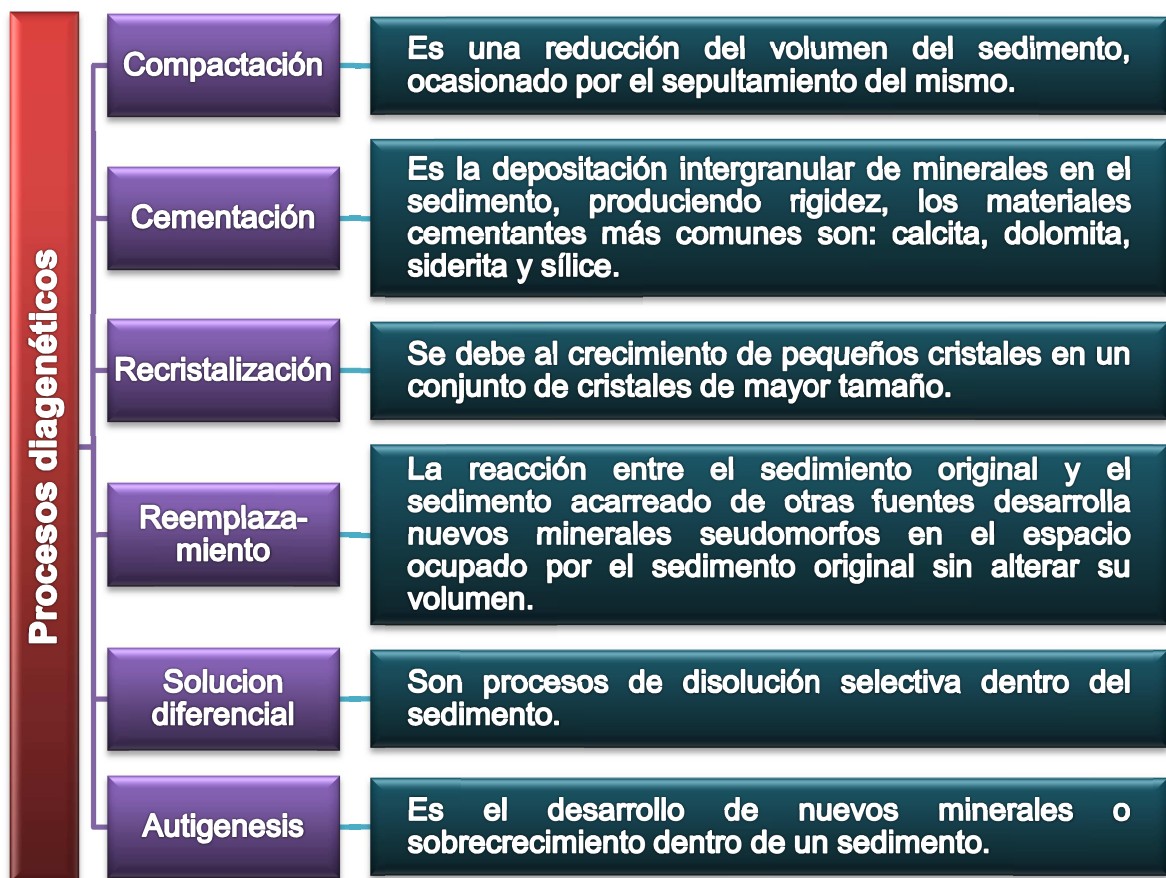 Procesos diagenéticos
Compactación
Es una reducción del volumen del sedimento,
ocasionado por el sepultamiento del mismo.
Cementación
Es la depositación intergranular de minerales en el
sedimento, produciendo rigidez, los materiales
cementantes más comunes son: calcita, dolomita,
siderita y sílice.
Recristalización
Se debe al crecimiento de pequeños cristales en un
conjunto de cristales de mayor tamaño.
Reemplaza-
miento
La reacción entre el sedimiento original y el
sedimento acarreado de otras fuentes desarrolla
nuevos minerales seudomorfos en el espacio
ocupado por el sedimento original sin alterar su
volumen.
Solucion
diferencial
Son procesos de disolución selectiva dentro del
sedimento.
Autigenesis
Es el desarrollo de nuevos minerales o
sobrecrecimiento dentro de un sedimento.